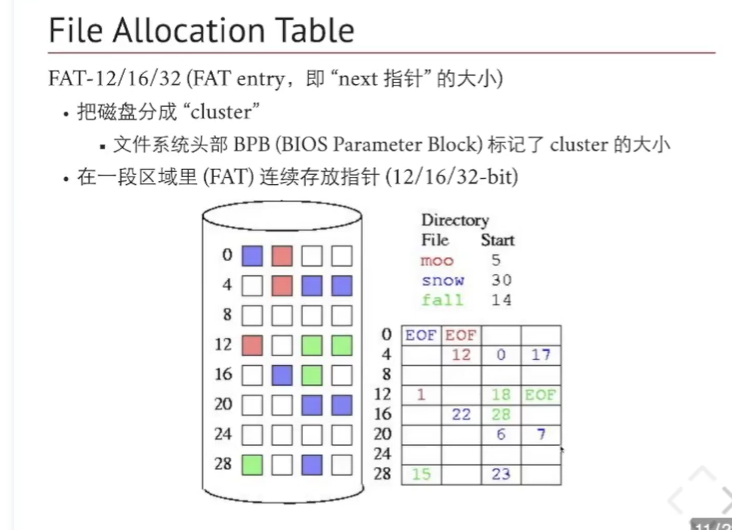 File Allocation Table
FAT-12/16/32 (FAT entry，即 “next 指针” 的大小)
• 把磁盘分成 “cluster”
▪ 文件系统头部 BPB (BIOS Parameter Block) 标记了 cluster 的大小
• 在一段区域里 (FAT) 连续存放指针 (12/16/32-bit)
0
4
8
12
16
20
24
28
Directory
File Start
moo 5
snow 30
fall 14
0 EOF EOF
4 12 0 17
8
12 1 18 EOF
16 22 28
20 6 7
24
28 15 23